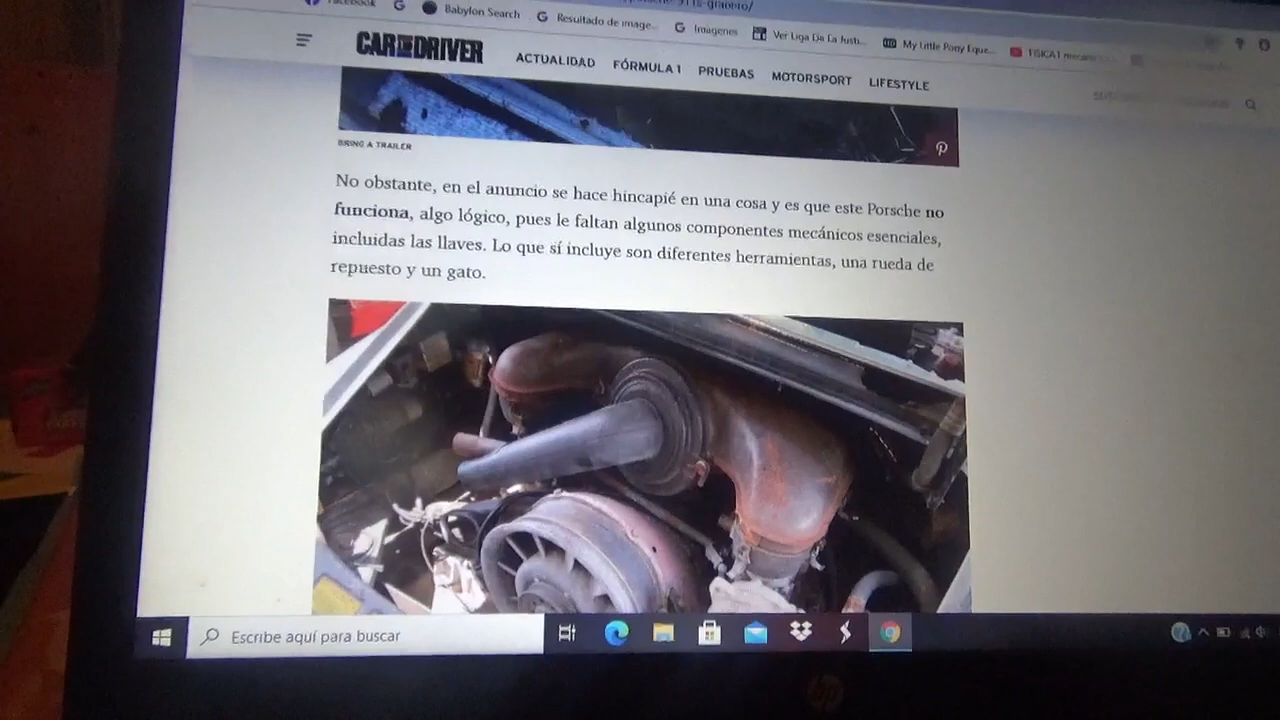 Facebook
Babylon Search
Resultado de image...
Imágenes
Ver Liga De La Justi...
My Little Pony Eque...
CAR AND DRIVER
ACTUALIDAD FÓRMULA 1 PRUEBAS MOTORSPORT LIFESTYLE
BRING A TRAILER
No obstante, en el anuncio se hace hincapié en una cosa y es que este Porsche no
funciona, algo lógico, pues le faltan algunos componentes mecánicos esenciales,
incluidas las llaves. Lo que sí incluye son diferentes herramientas, una rueda de
repuesto y un gato.
Escribe aquí para buscar
hp